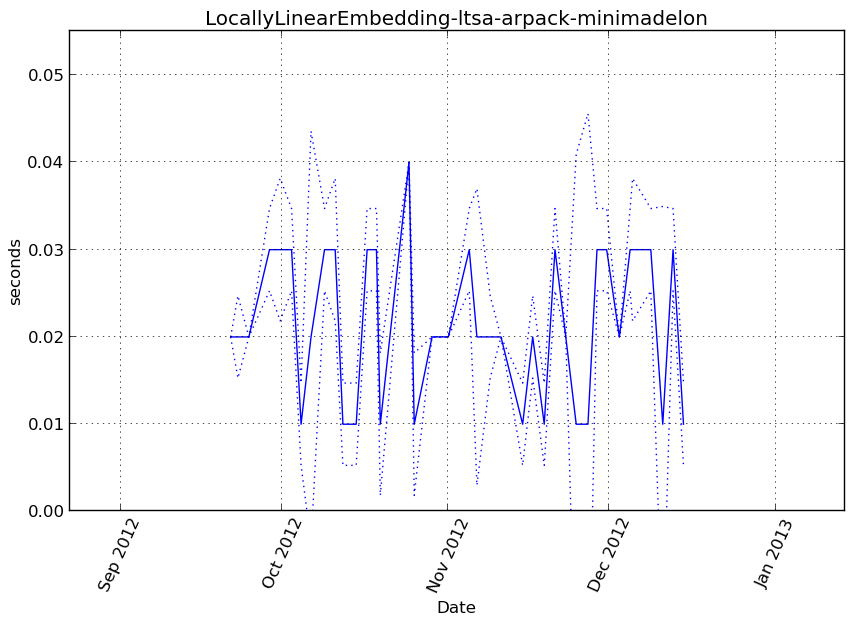 LocallyLinearEmbedding-ltsa-arpack-minimadelon
0.05
0.04
0.03
0.02
0.01
0.00
seconds
Sep 2012
Oct 2012
Nov 2012
Dec 2012
Jan 2013
Date